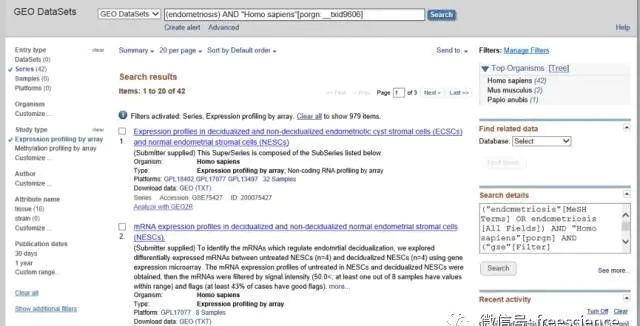 GEO DataSets
GEO DataSets
(endometriosis) AND "Homo sapiens"[porgn:__txid9606]
Search
Create alert Advanced
Entry type clear
DataSets (0)
Series (42)
Samples (0)
Platforms (0)
Organism
Customize ...
Study type clear
Expression profiling by array
Methylation profiling by array
Customize ...
Author
Customize ...
Attribute name
tissue (16)
strain (0)
Customize ...
Publication dates
30 days
1 year
Custom range...
Clear all
Show additional filters
Summary 20 per page Sort by Default order
Send to:
Search results
Items: 1 to 20 of 42
<< First < Prev Page 1 of 3 Next > Last >>
Filters activated: Series, Expression profiling by array. Clear all to show 979 items.
Expression profiles in decidualized and non-decidualized endometriotic cyst stromal cells (ECSCs)
1. and normal endometrial stromal cells (NESCs)
(Submitter supplied) This SuperSeries is composed of the SubSeries listed below.
Organism: Homo sapiens
Type: Expression profiling by array; Non-coding RNA profiling by array
Platforms: GPL18402 GPL17077 GPL13497 32 Samples
Download data: GEO (TXT)
Series Accession: GSE75427 ID: 200075427
Analyze with GEO2R
mRNA expression profiles in decidualized and non-decidualized normal endometrial stromal cells
2. (NESCs).
(Submitter supplied) To identify the mRNAs which regulate endomrtial decidualization, we explored
differentially expressed mRNAs between untreated NESCs (n=4) and decidualized NESCs (n=4) using
gene expression microarray. The mRNA expression profiles of untreated in NESCs and decidualized NESCs were
obtained, then the mRNAs were filtered by signal intensity (50.0<; at least one out of 8 samples have values
within range) and flags (at least 43% of cases have good flags). more...
Organism: Homo sapiens
Type: Expression profiling by array
Platform: GPL17077 8 Samples
Download data: GEO (TXT)
Filters: Manage Filters
Top Organisms [Tree]
Homo sapiens (42)
Mus musculus (2)
Papio anubis (1)
Find related data
Database: Select
Find items
Search details
("endometriosis"[MeSH
Terms] OR endometriosis
[All Fields]) AND "Homo
sapiens"[porgn] AND
("gse"[Filter]
Search
See more...
Recent activity
Turn Off Clear
微信号: freescience